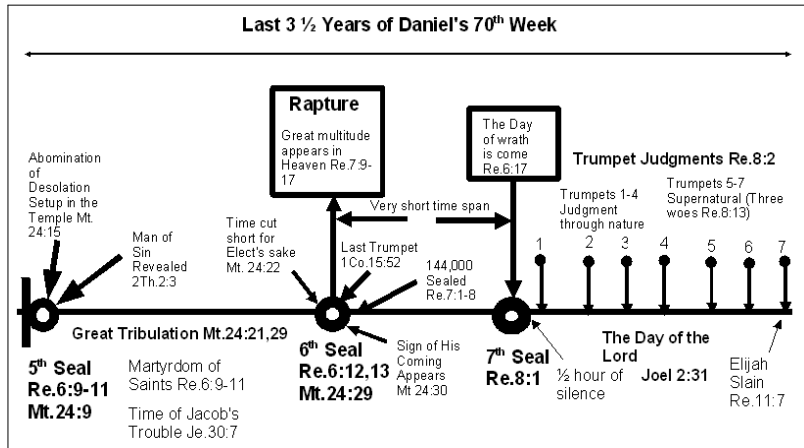 Last 3 ½ Years of Daniel's 70th Week
Rapture
Great multitude
appears in
Heaven Re.7:9-
17
The Day
of wrath
is come
Re.6:17
Trumpet Judgments Re.8:2
Trumpets 1-4
Judgment
through nature
Trumpets 5-7
Supernatural (Three
woes Re.8:13)
Abomination
of
Desolation
Setup in the
Temple Mt.
24:15
Man of
Sin
Revealed
2Th.2:3
Time cut
short for
Elect's sake
Mt. 24:22
Very short time span
Last Trumpet
1Co.15:52
144,000
Sealed
Re.7:1-8
1 2 3 4 5 6 7
Great Tribulation Mt.24:21,29
5th Seal
Re.6:9-11
Mt.24:9
Martyrdom of
Saints Re.6:9-11
Time of Jacob's
Trouble Je.30:7
6th Seal
Re.6:12,13
Mt.24:29
Sign of His
Coming
Appears
Mt 24:30
7th Seal
Re.8:1
½ hour of
silence
The Day of the
Lord
Joel 2:31
Elijah
Slain
Re.11:7